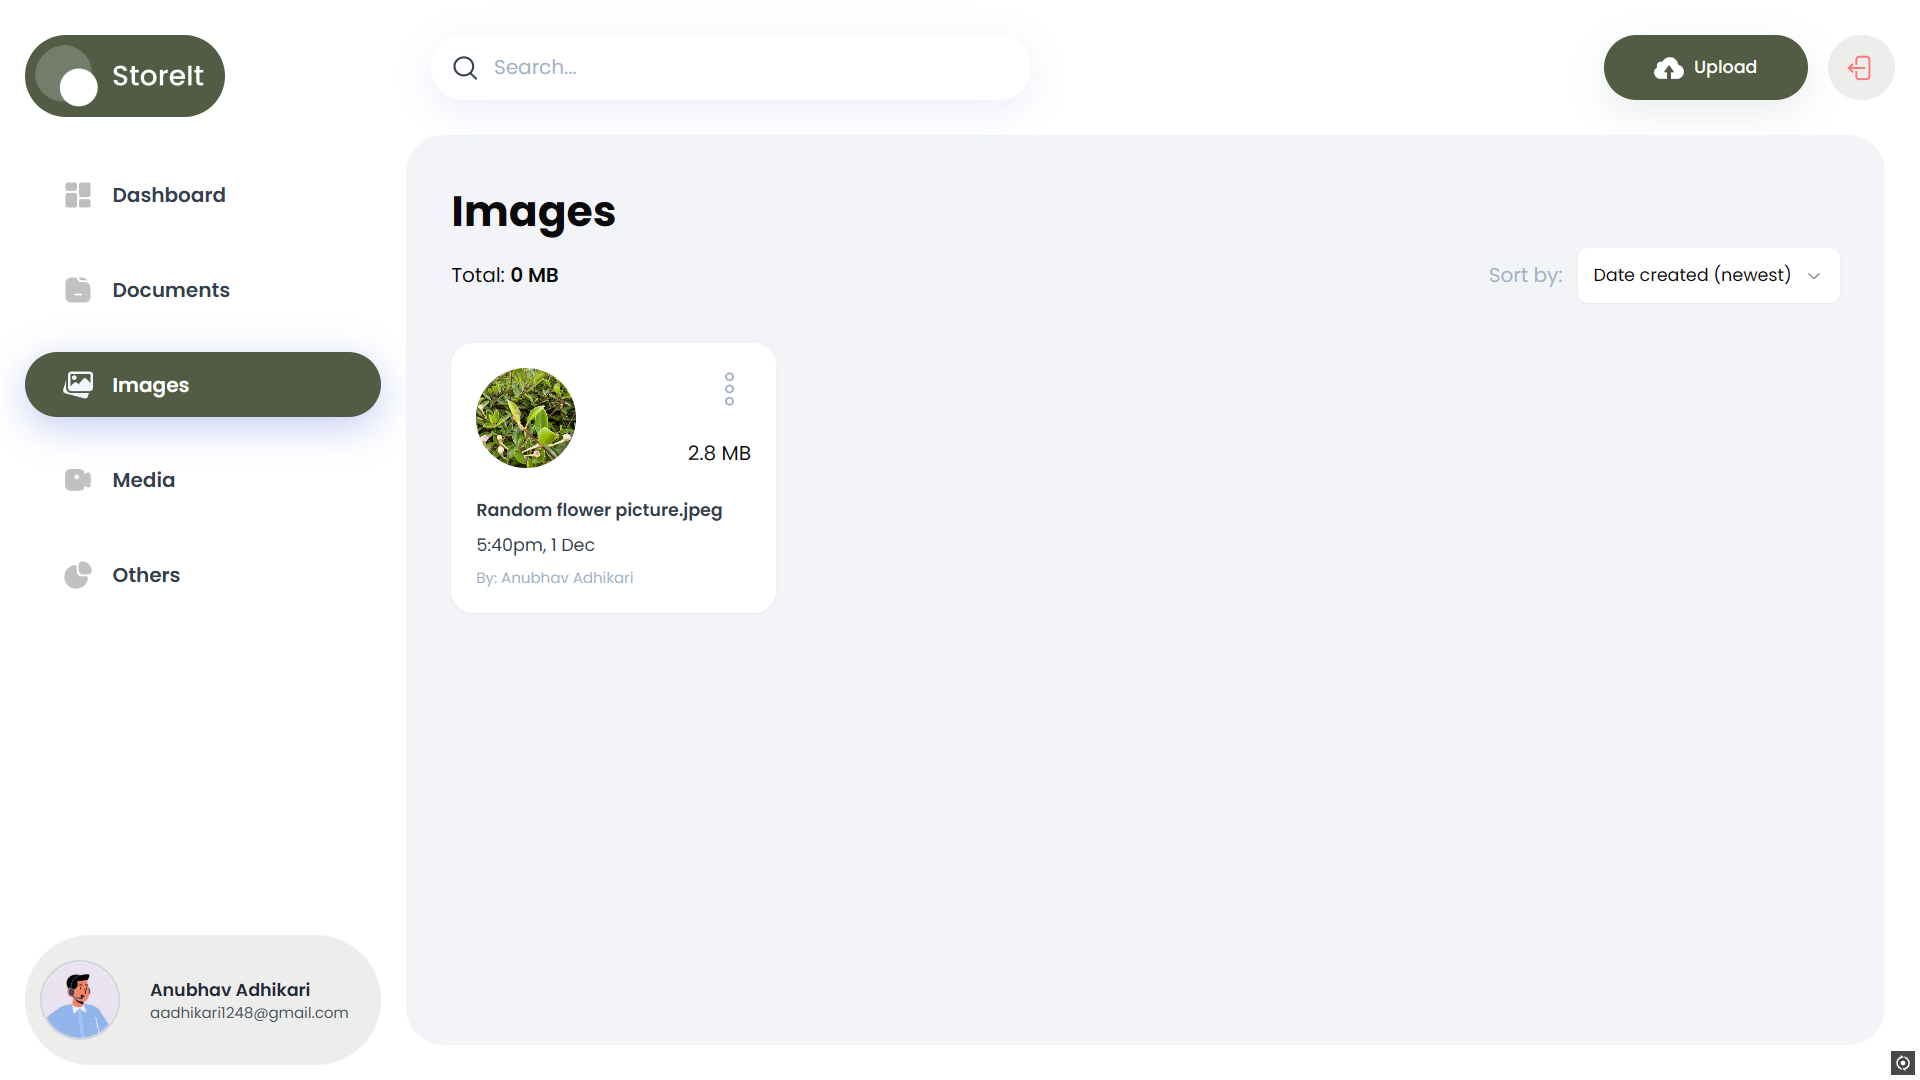 StoreIt
Search...
Upload
Dashboard
Documents
Images
Media
Others
Images
Total: 0 MB
Sort by:
Date created (newest)
2.8 MB
Random flower picture.jpeg
5:40pm, 1 Dec
By: Anubhav Adhikari
Anubhav Adhikari
aadhikari1248@gmail.com